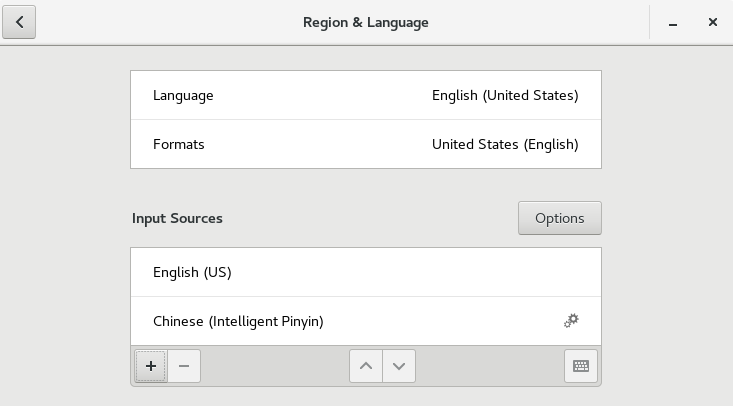 Region & Language
Language English (United States)
Formats United States (English)
Input Sources Options
English (US)
Chinese (Intelligent Pinyin)